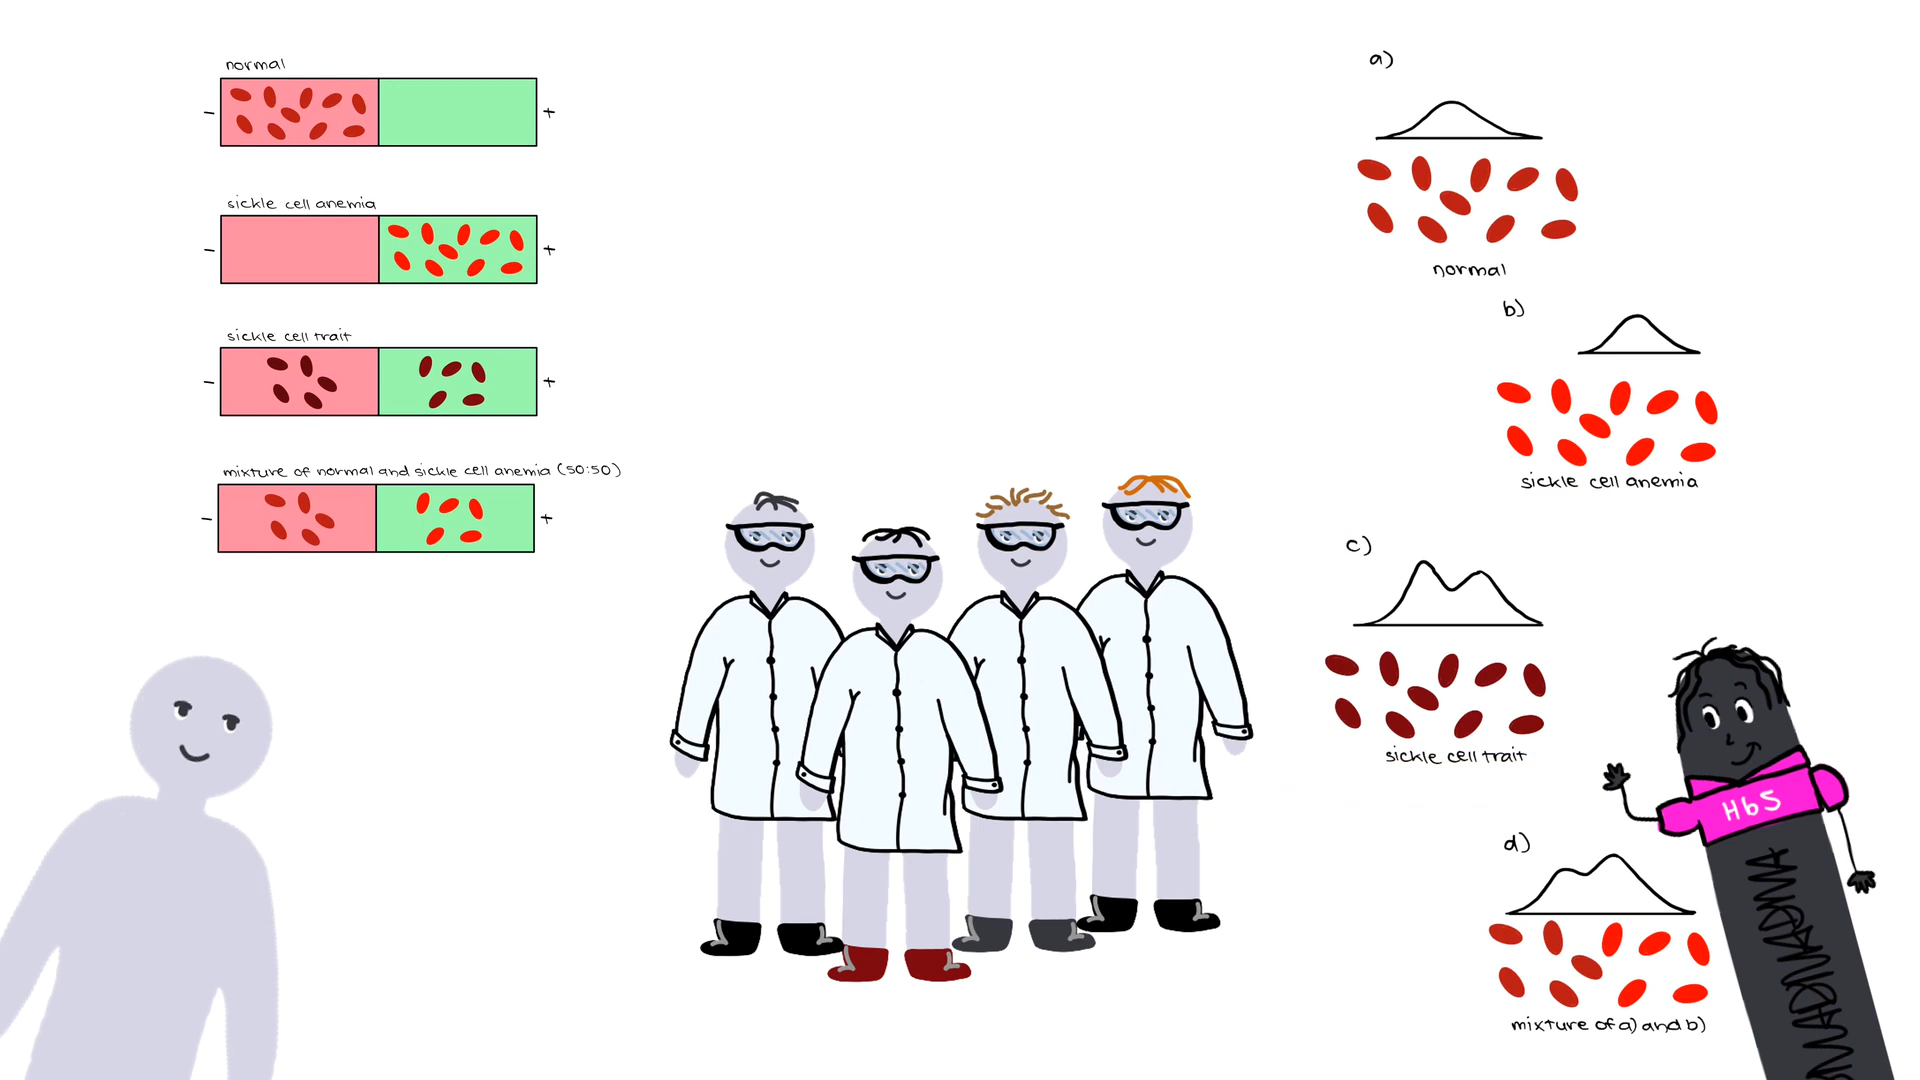 normal
- +
sickle cell anemia
- +
sickle cell trait
- +
mixture of normal and sickle cell anemia (50:50)
- +
a)
normal
b)
sickle cell anemia
c)
sickle cell trait
d)
mixture of a) and b)
HbS